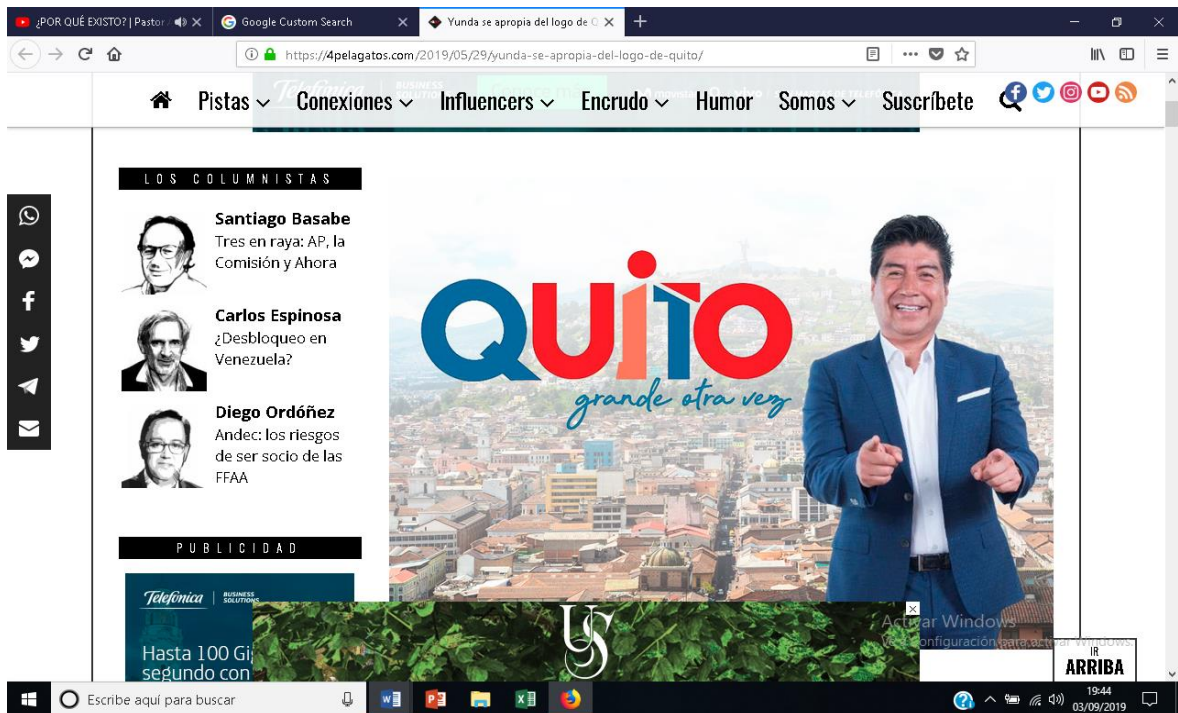 ¿POR QUÉ EXISTO? | Pastor
Google Custom Search
Yunda se apropia del logo de Q
https://4pelagatos.com/2019/05/29/yunda-se-apropia-del-logo-de-quito/
Telefónica BUSINESS SOLUTIONS
Pistas Conexiones Influencers Encrudo Humor Somos Suscríbete
LOS COLUMNISTAS
Santiago Basabe
Tres en raya: AP, la
Comisión y Ahora
Carlos Espinosa
¿Desbloqueo en
Venezuela?
Diego Ordóñez
Andec: los riesgos
de ser socio de las
FFAA
QUITO
grande otra vez
PUBLICIDAD
Telefónica BUSINESS
SOLUTIONS
Hasta 100 Gi
segundo con
US
Activar Windows
IR
ARRIBA
Escribe aquí para buscar
19:44
03/09/2019